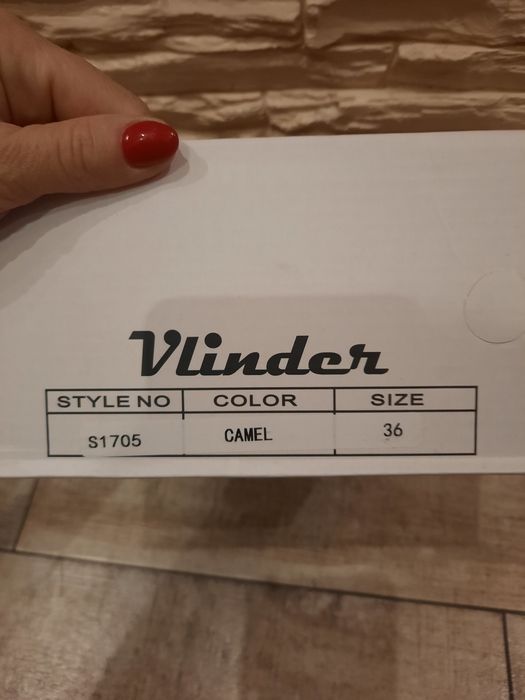 Vlinder
STYLE NO COLOR SIZE
S1705 CAMEL 36